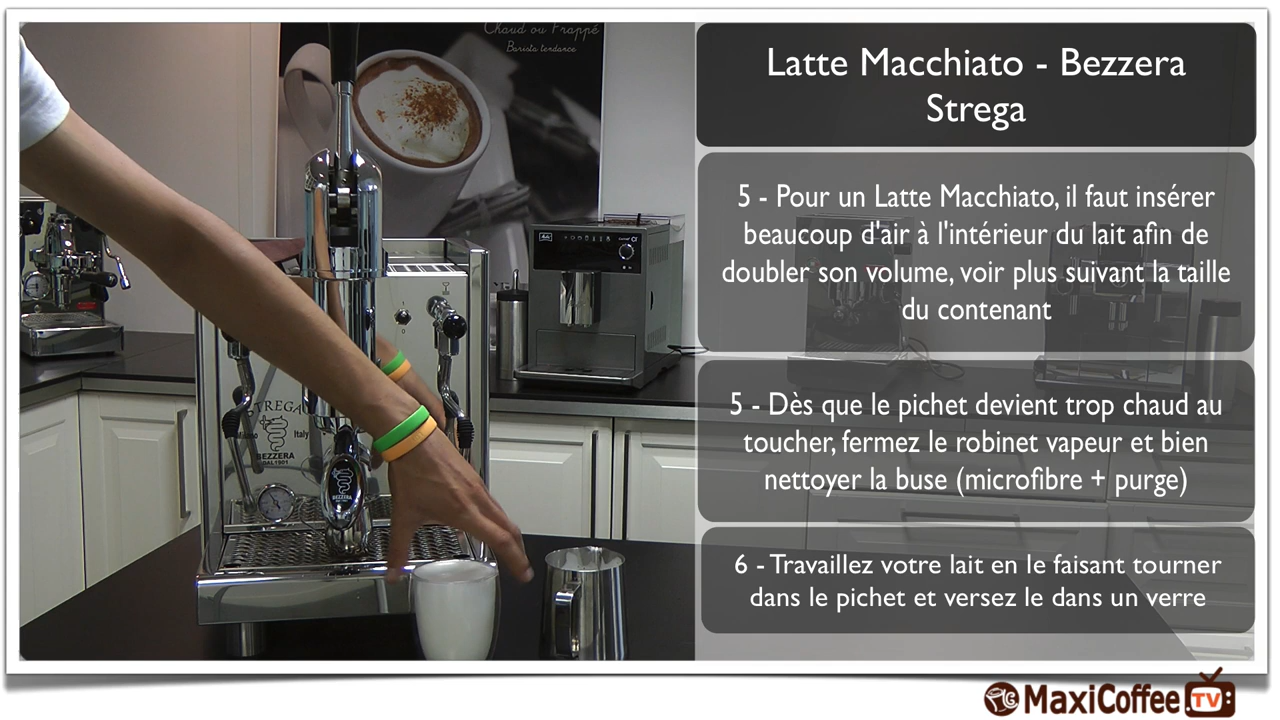 Chaud ou Frappé
Barista tendance
Latte Macchiato - Bezzera
Strega
5 - Pour un Latte Macchiato, il faut insérer
beaucoup d'air à l'intérieur du lait afin de
doubler son volume, voir plus suivant la taille
du contenant
5 - Dès que le pichet devient trop chaud au
toucher, fermez le robinet vapeur et bien
nettoyer la buse (microfibre + purge)
6 - Travaillez votre lait en le faisant tourner
dans le pichet et versez le dans un verre
STREGA
Milano Italy
BEZZERA
DAL 1901
BEZZERA
Melitta
MaxiCoffee TV